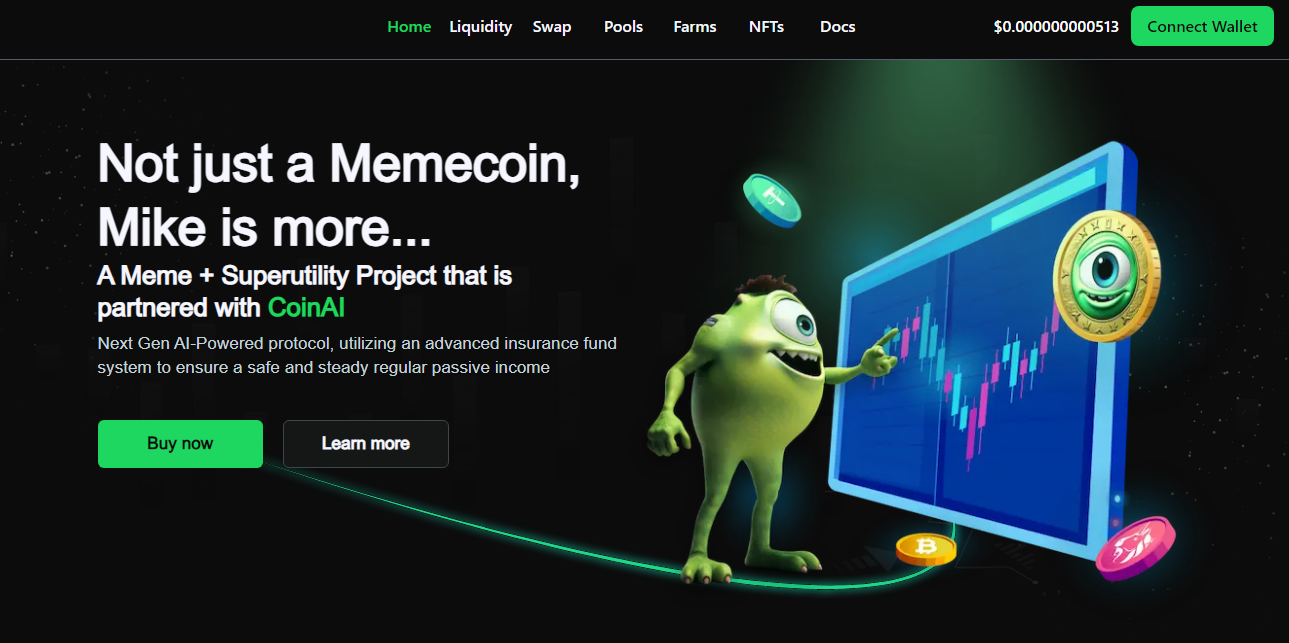 Home Liquidity Swap Pools Farms NFTs Docs $0.000000000513 Connect Wallet
Not just a Memecoin,
Mike is more...
A Meme + Superutility Project that is
partnered with CoinAI
Next Gen AI-Powered protocol, utilizing an advanced insurance fund
system to ensure a safe and steady regular passive income
Buy now Learn more